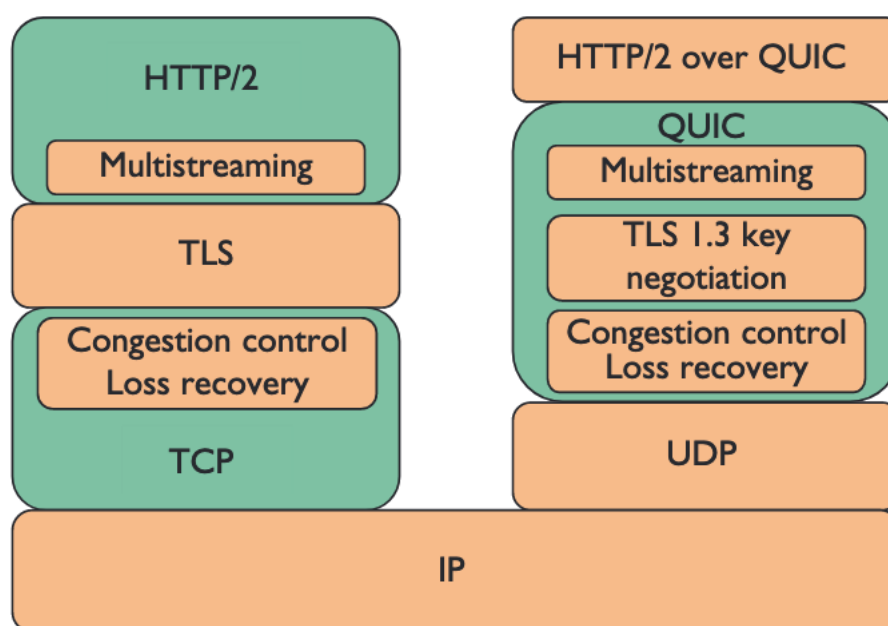 HTTP/2
Multistreaming
TLS
Congestion control
Loss recovery
TCP
HTTP/2 over QUIC
QUIC
Multistreaming
TLS 1.3 key
negotiation
Congestion control
Loss recovery
UDP
IP